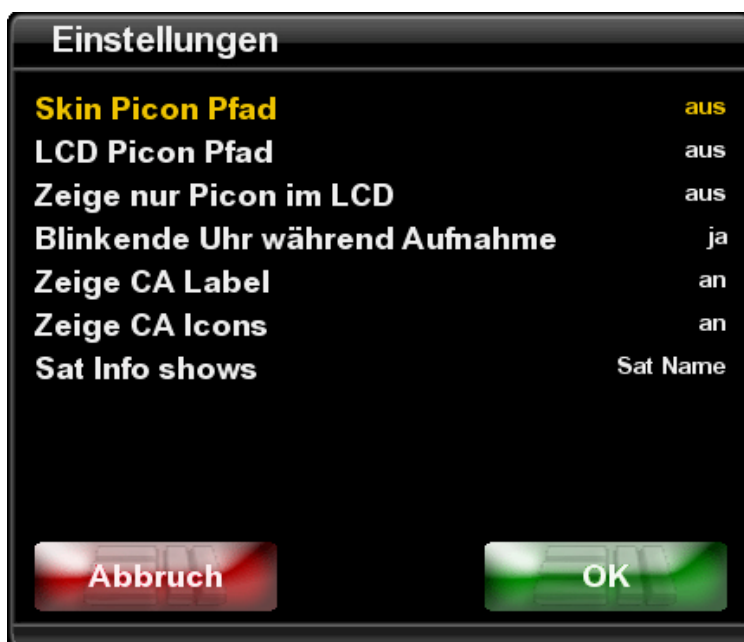 Einstellungen
Skin Picon Pfad aus
LCD Picon Pfad aus
Zeige nur Picon im LCD aus
Blinkende Uhr während Aufnahme ja
Zeige CA Label an
Zeige CA Icons an
Sat Info shows Sat Name
Abbruch OK